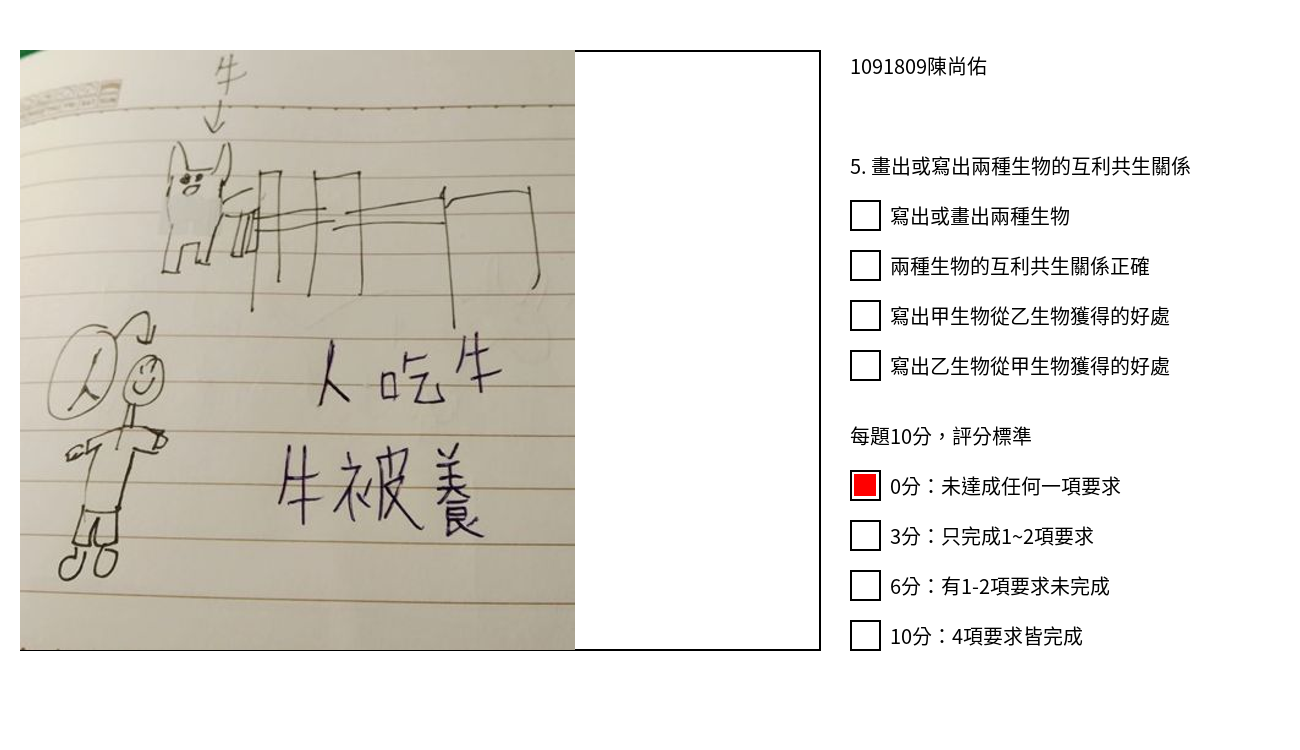 牛
人
人吃牛
牛被養
1091809陳尚佑
5. 畫出或寫出兩種生物的互利共生關係
寫出或畫出兩種生物
兩種生物的互利共生關係正確
寫出甲生物從乙生物獲得的好處
寫出乙生物從甲生物獲得的好處
每題10分，評分標準
0分：未達成任何一項要求
3分：只完成1~2項要求
6分：有1-2項要求未完成
10分：4項要求皆完成